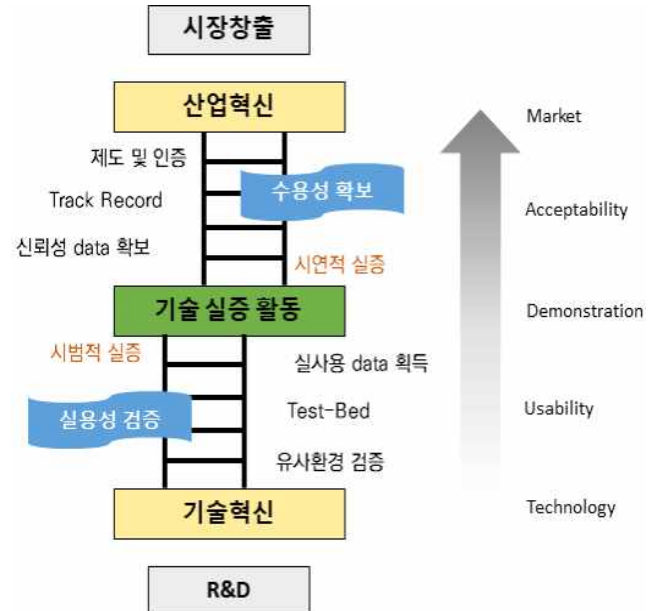 시장창출
산업혁신
Market
제도 및 인증
수용성 확보
Track Record
Acceptability
신뢰성 data 확보
시연적 실증
기술 실증 활동
Demonstration
시범적 실증
실사용 data 획득
실용성 검증
Test-Bed
Usability
유사환경 검증
기술혁신
Technology
R&D